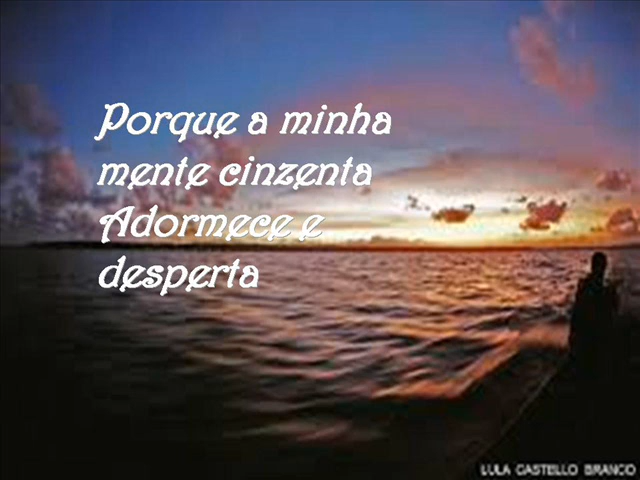 Porque a minha
mente cinzenta
Adormece e
desperta
LULA CASTELLO BRANCO